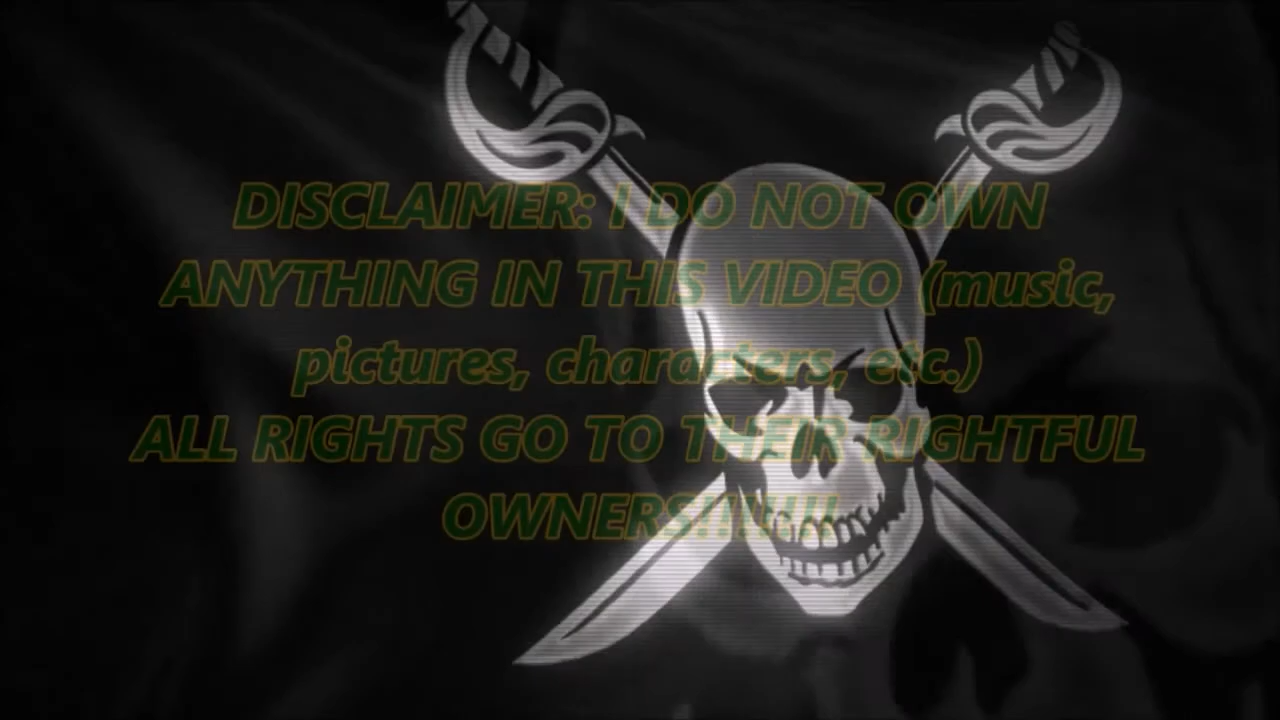 DISCLAIMER: I DO NOT OWN
ANYTHING IN THIS VIDEO (music,
pictures, characters, etc.)
ALL RIGHTS GO TO THEIR RIGHTFUL
OWNERS!!!!!!!